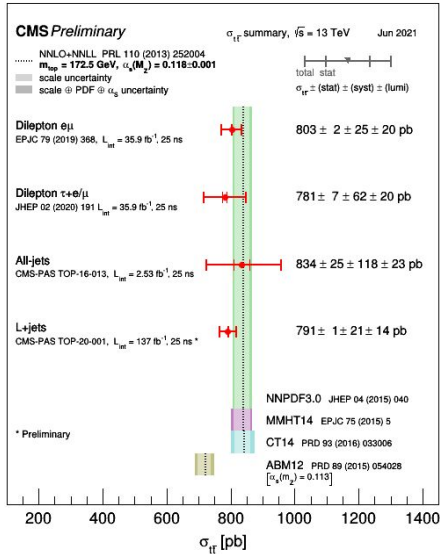 CMS Preliminary
σtt̄ summary, √s = 13 TeV Jun 2021
NNLO+NNLL PRL 110 (2013) 252004
mtop = 172.5 GeV, αs(MZ) = 0.118±0.001
scale uncertainty
scale ⊕ PDF ⊕ αS uncertainty
total stat
σtt̄ ± (stat) ± (syst) ± (lumi)
Dilepton eμ
EPJC 79 (2019) 368, Lint = 35.9 fb⁻¹, 25 ns
803± 2 ± 25 ± 20 pb
Dilepton τ+e/μ
JHEP 02 (2020) 191 Lint = 35.9 fb⁻¹, 25 ns
781± 7 ± 62 ± 20 pb
All-jets
CMS-PAS TOP-16-013, Lint = 2.53 fb⁻¹, 25 ns
834± 25 ± 118 ± 23 pb
L+jets
CMS-PAS TOP-20-001, Lint = 137 fb⁻¹, 25 ns *
791± 1 ± 21 ± 14 pb
NNPDF3.0 JHEP 04 (2015) 040
MMHT14 EPJC 75 (2015) 5
* Preliminary
CT14 PRD 93 (2016) 033006
ABM12 PRD 89 (2015) 054028
[αs(mZ) = 0.113]
200 400 600 800 1000 1200 1400
σtt̄ [pb]